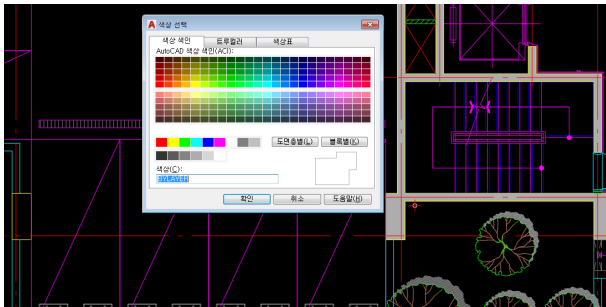 색상 선택
색상 색인
트루컬러
색상표
AutoCAD 색상 색인(ACI):
도면층별(L)
블록별(K)
색상(C):
BYLAYER
확인
취소
도움말(H)